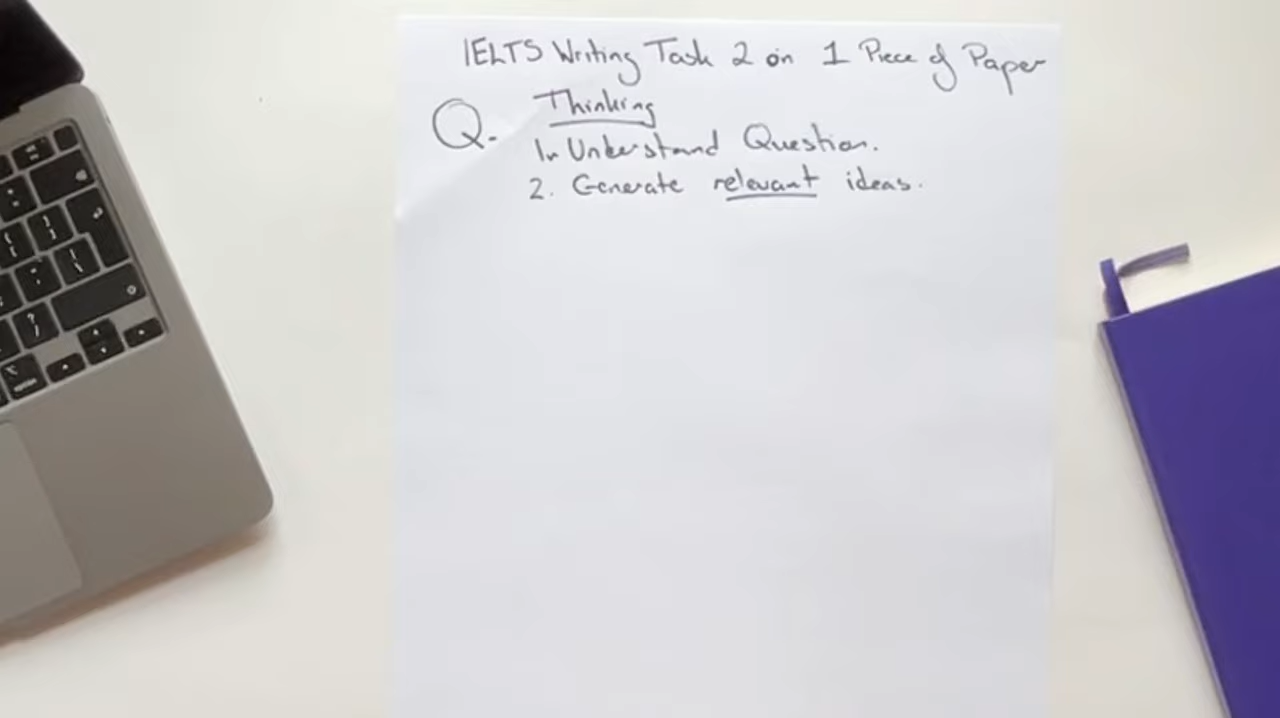 IELTS Writing Task 2 on 1 Piece of Paper
Q. Thinking
1. Understand Question.
2. Generate relevant ideas.